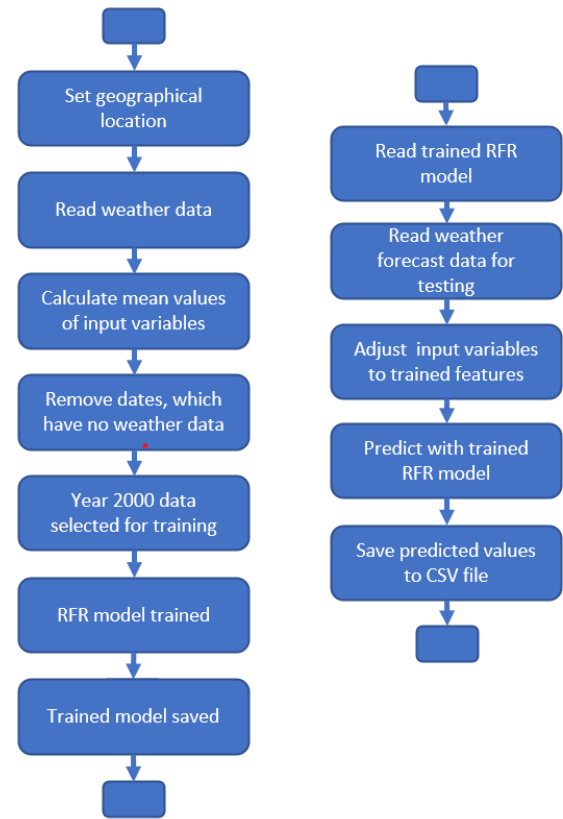 Set geographical
location
Read weather data
Calculate mean values
of input variables
Remove dates, which
have no weather data
Year 2000 data
selected for training
RFR model trained
Trained model saved
Read trained RFR
model
Read weather
forecast data for
testing
Adjust input variables
to trained features
Predict with trained
RFR model
Save predicted values
to CSV file